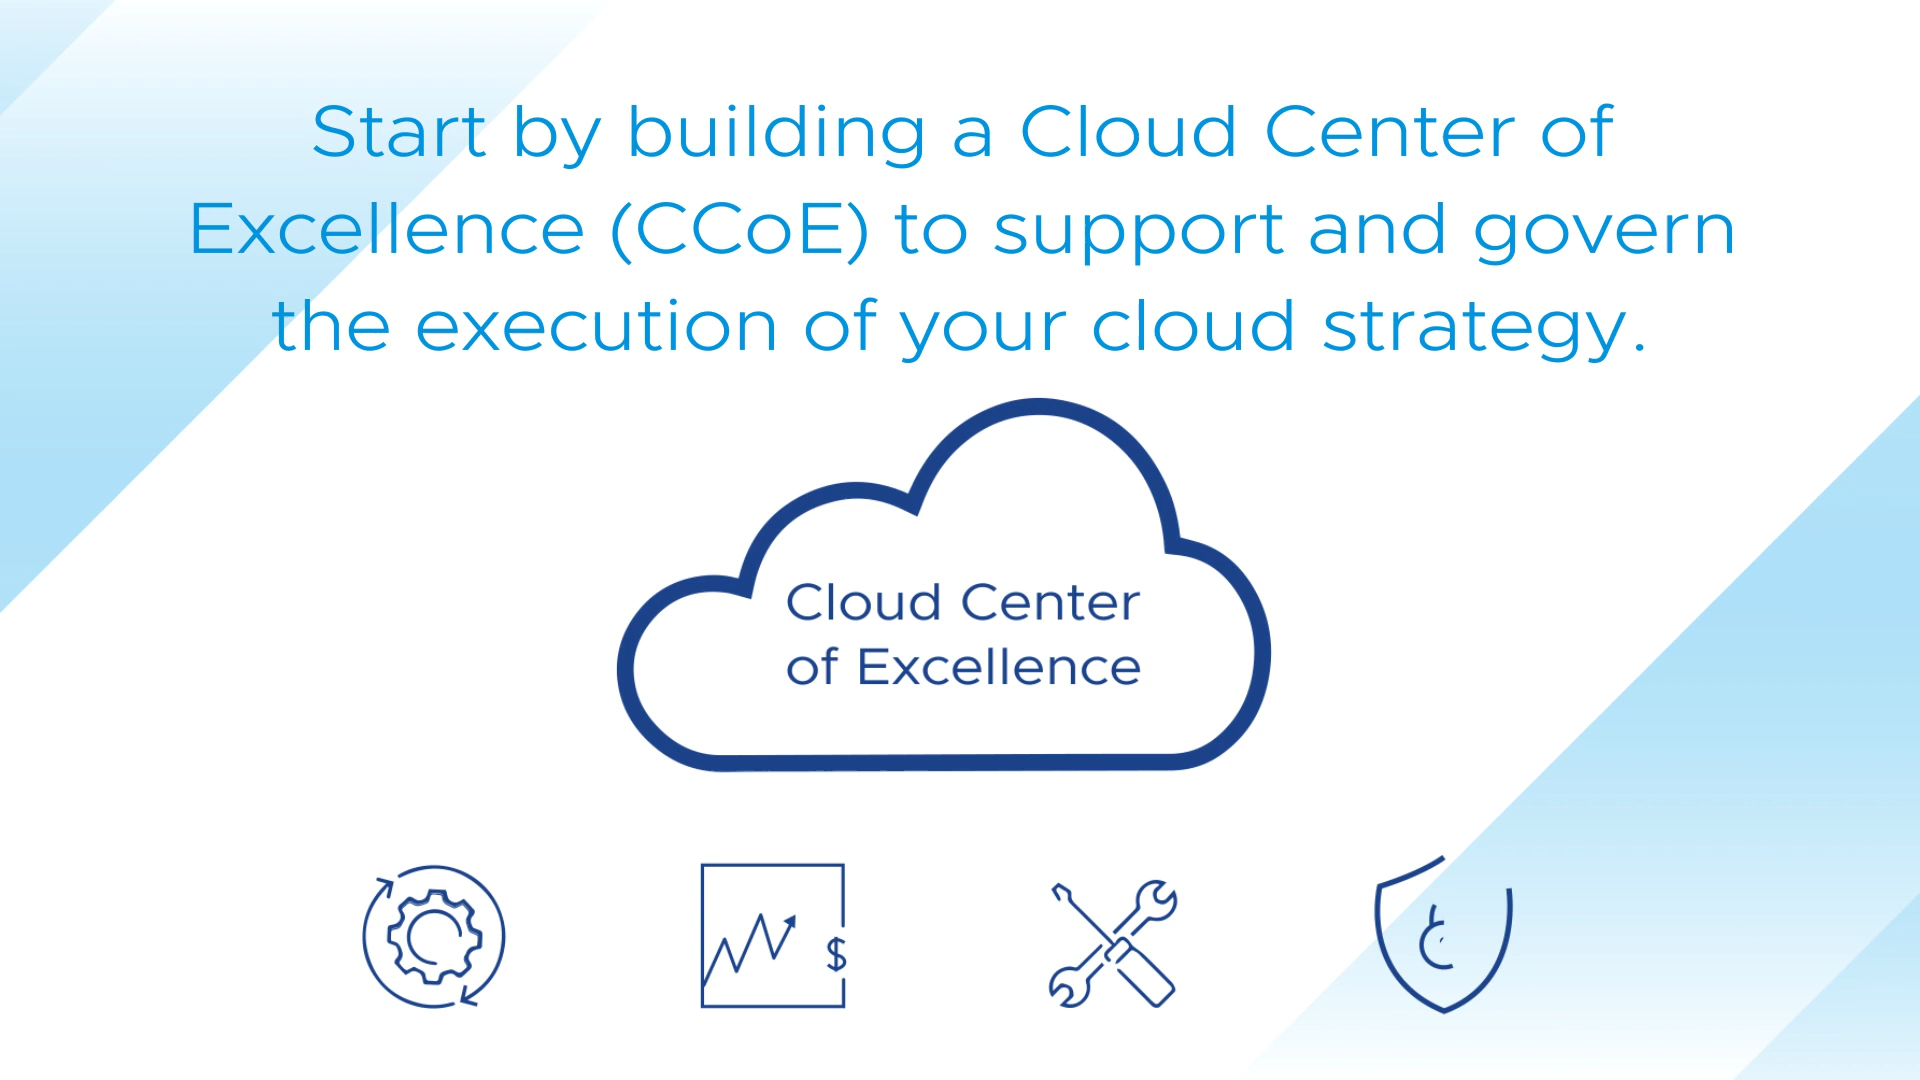 Start by building a Cloud Center of
Excellence (CCoE) to support and govern
the execution of your cloud strategy.
Cloud Center
of Excellence
$